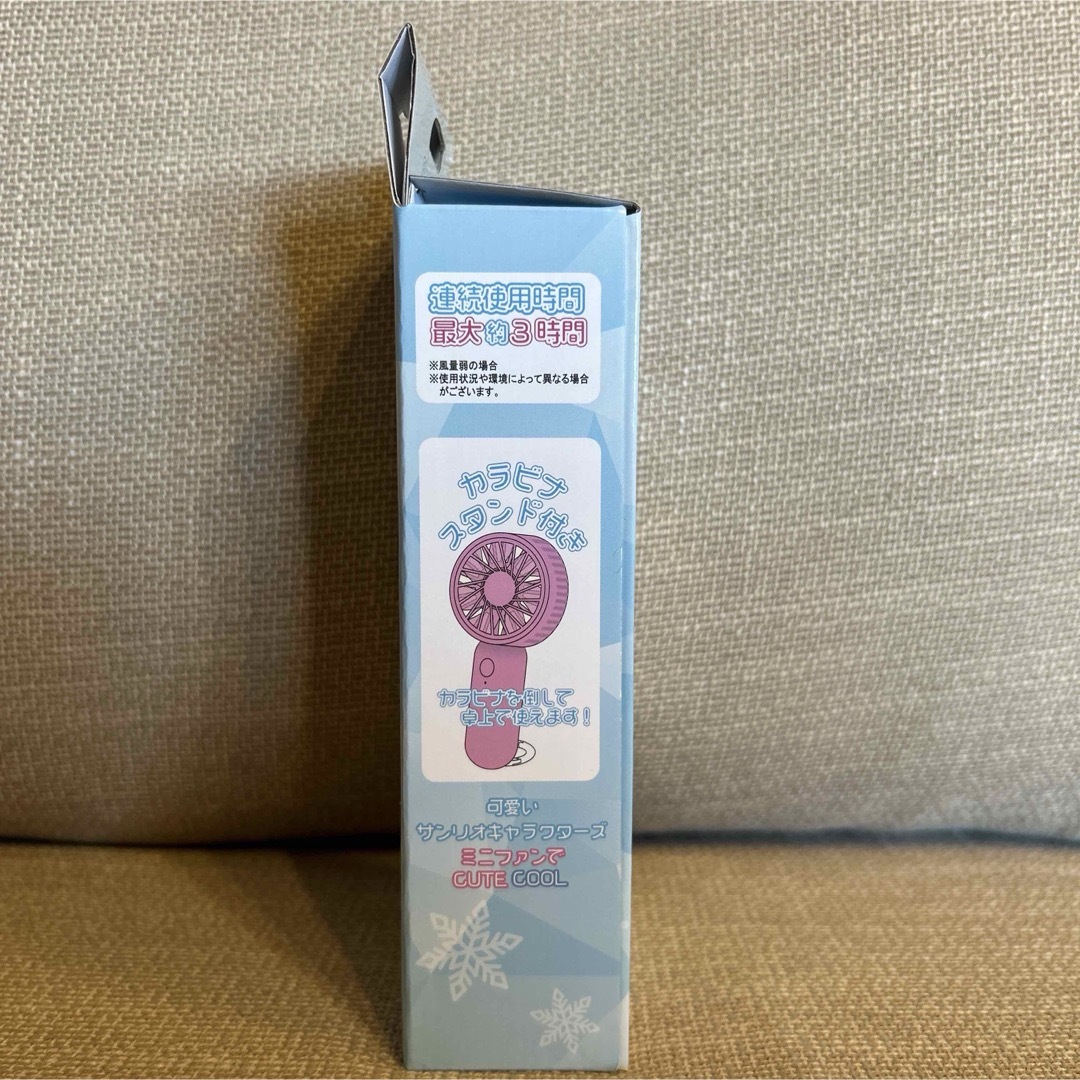 連続使用時間
最大約3時間
※風量弱の場合
※使用状況や環境によって異なる場合
がございます。
カラビナ
スタンド付き
カラビナを倒して
卓上で使えます!
可愛い
サンリオキャラクターズ
ミニファンで
CUTE COOL